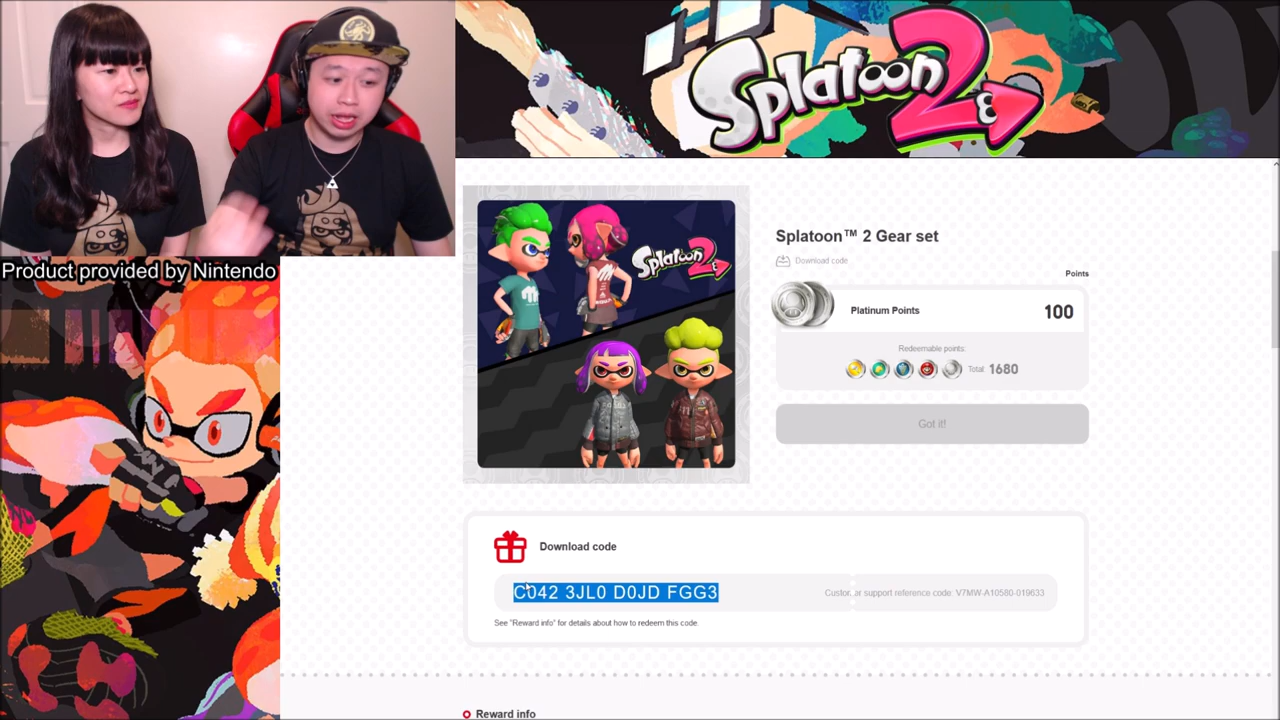 Splatoon 2
Product provided by Nintendo
Splatoon 2
Splatoon™ 2 Gear set
Download code
Points
Platinum Points
100
Redeemable points:
Total: 1680
Got it!
Download code
C042 3JL0 D0JD FGG3
support reference code: V7MW-A10580-019633
See "Reward info" for details about how to redeem this code.
Reward info